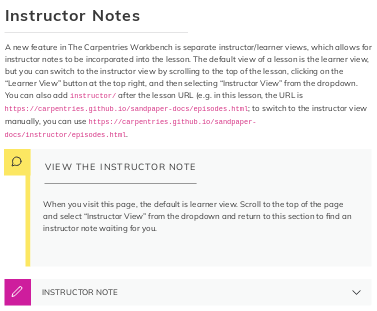 Instructor Notes
A new feature in The Carpentries Workbench is separate instructor/learner views, which allows for
instructor notes to be incorporated into the lesson. The default view of a lesson is the learner view,
but you can switch to the instructor view by scrolling to the top of the lesson, clicking on the
“Learner View” button at the top right, and then selecting “Instructor View” from the dropdown.
You can also add instructor/ after the lesson URL (e.g. in this lesson, the URL is
https://carpentries.github.io/sandpaper-docs/episodes.html; to switch to the instructor view
manually, you can use https://carpentries.github.io/sandpaper-
docs/instructor/episodes.html.
VIEW THE INSTRUCTOR NOTE
When you visit this page, the default is learner view. Scroll to the top of the page
and select “Instructor View” from the dropdown and return to this section to find an
instructor note waiting for you.
INSTRUCTOR NOTE